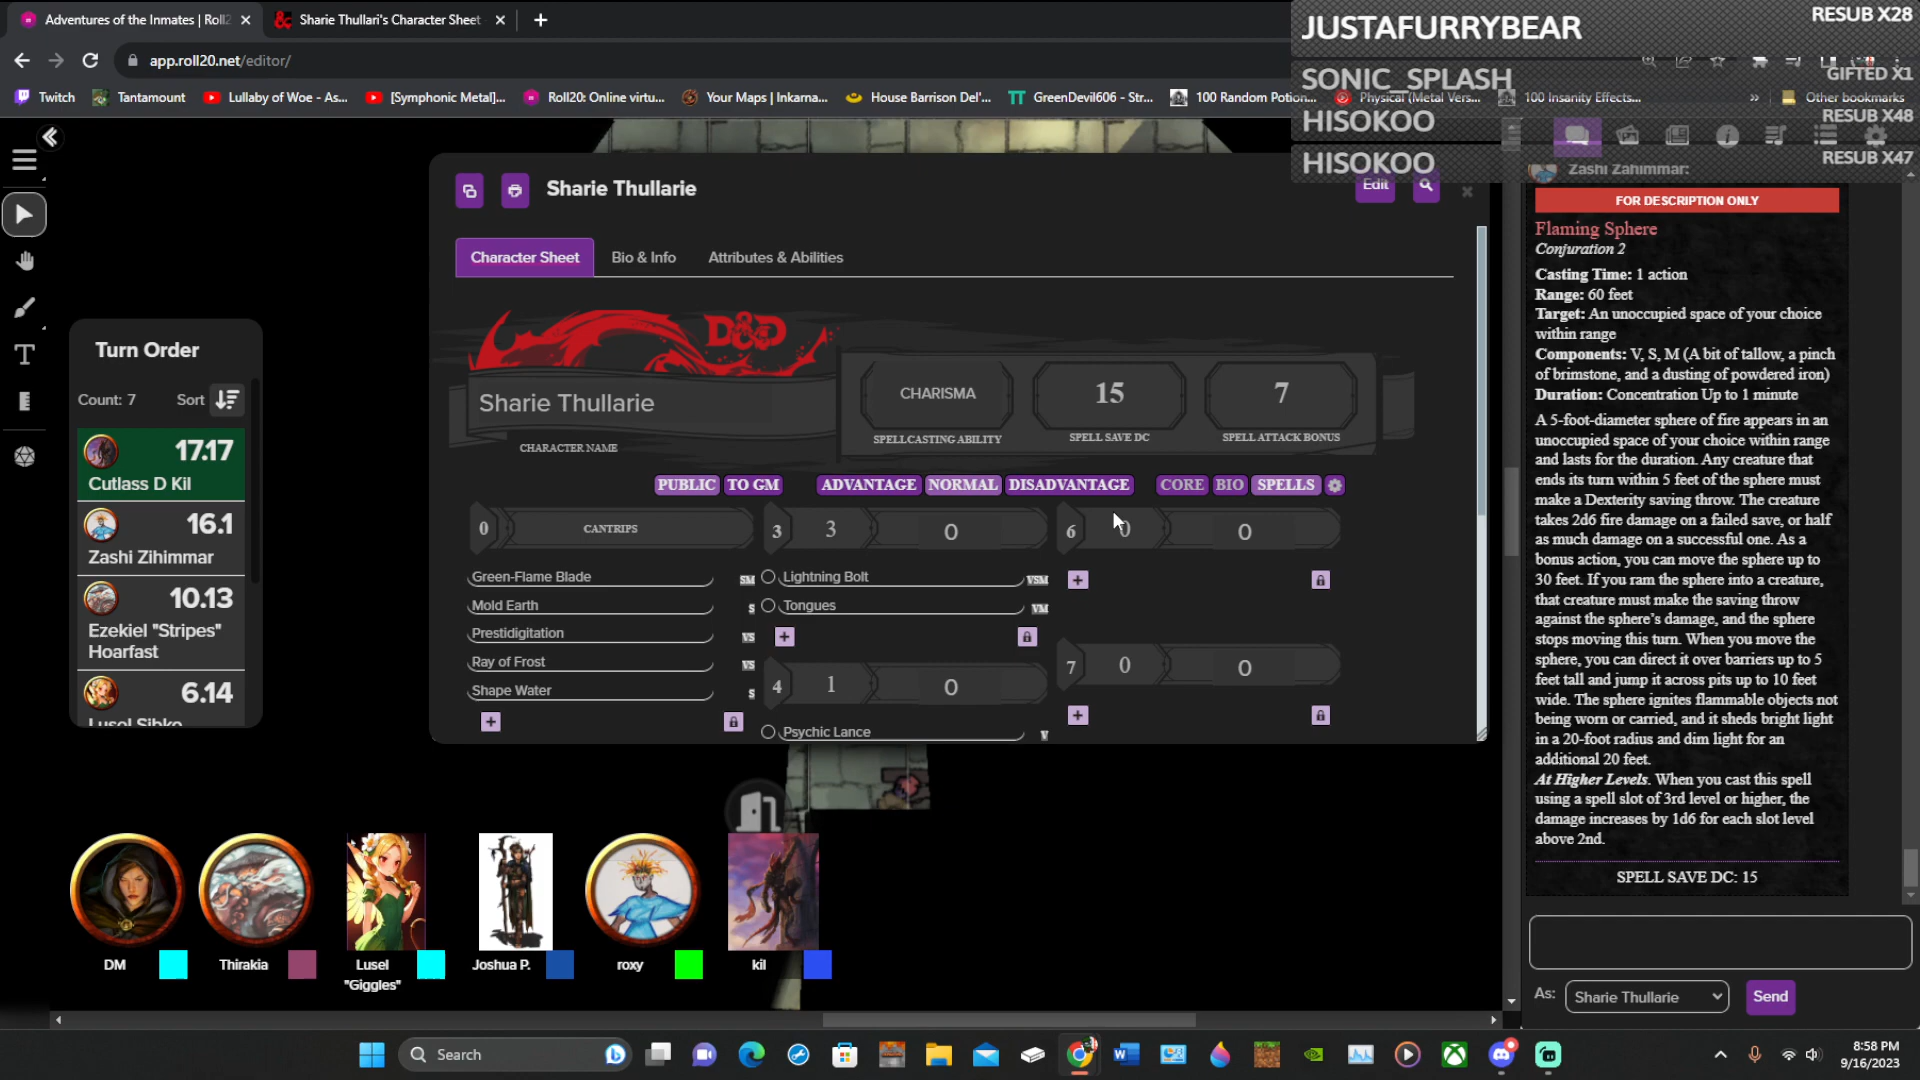 Adventures of the Inmates | Roll2
Sharie Thullari's Character Sheet
app.roll20.net/editor/
Twitch
Tantamount
Lullaby of Woe - As...
[Symphonic Metal]...
Roll20: Online virtu...
Your Maps | Inkarna...
House Barrison Del'...
GreenDevil606 - Str...
100 Random Potion...
Physical (Metal Vers...
100 Insanity Effects...
Other bookmarks
JUSTAFURRYBEAR
RESUB X28
SONIC_SPLASH
GIFTED X1
HISOKOO
RESUB X48
HISOKOO
RESUB X47
Turn Order
Count: 7
Sort
17.17
Cutlass D Kil
16.1
Zashi Zihimmar
10.13
Ezekiel "Stripes"
Hoarfast
6.14
Lusel Sibko
Sharie Thullarie
Edit
Character Sheet
Bio & Info
Attributes & Abilities
D&D
Sharie Thullarie
CHARACTER NAME
CHARISMA
SPELLCASTING ABILITY
15
SPELL SAVE DC
7
SPELL ATTACK BONUS
PUBLIC
TO GM
ADVANTAGE
NORMAL
DISADVANTAGE
CORE
BIO
SPELLS
0
CANTRIPS
Green-Flame Blade
SM
Mold Earth
S
Prestidigitation
VS
Ray of Frost
VS
Shape Water
S
3
3
0
Lightning Bolt
VSM
Tongues
VM
4
1
0
Psychic Lance
V
6
0
0
7
0
0
Zashi Zahimmar:
FOR DESCRIPTION ONLY
Flaming Sphere
Conjuration 2
Casting Time: 1 action
Range: 60 feet
Target: An unoccupied space of your choice
within range
Components: V, S, M (A bit of tallow, a pinch
of brimstone, and a dusting of powdered iron)
Duration: Concentration Up to 1 minute
A 5-foot-diameter sphere of fire appears in an
unoccupied space of your choice within range
and lasts for the duration. Any creature that
ends its turn within 5 feet of the sphere must
make a Dexterity saving throw. The creature
takes 2d6 fire damage on a failed save, or half
as much damage on a successful one. As a
bonus action, you can move the sphere up to
30 feet. If you ram the sphere into a creature,
that creature must make the saving throw
against the sphere's damage, and the sphere
stops moving this turn. When you move the
sphere, you can direct it over barriers up to 5
feet tall and jump it across pits up to 10 feet
wide. The sphere ignites flammable objects not
being worn or carried, and it sheds bright light
in a 20-foot radius and dim light for an
additional 20 feet.
At Higher Levels. When you cast this spell
using a spell slot of 3rd level or higher, the
damage increases by 1d6 for each slot level
above 2nd.
SPELL SAVE DC: 15
As:
Sharie Thullarie
Send
DM
Thirakia
Lusel
"Giggles"
Joshua P.
roxy
kil
Search
8:58 PM
9/16/2023